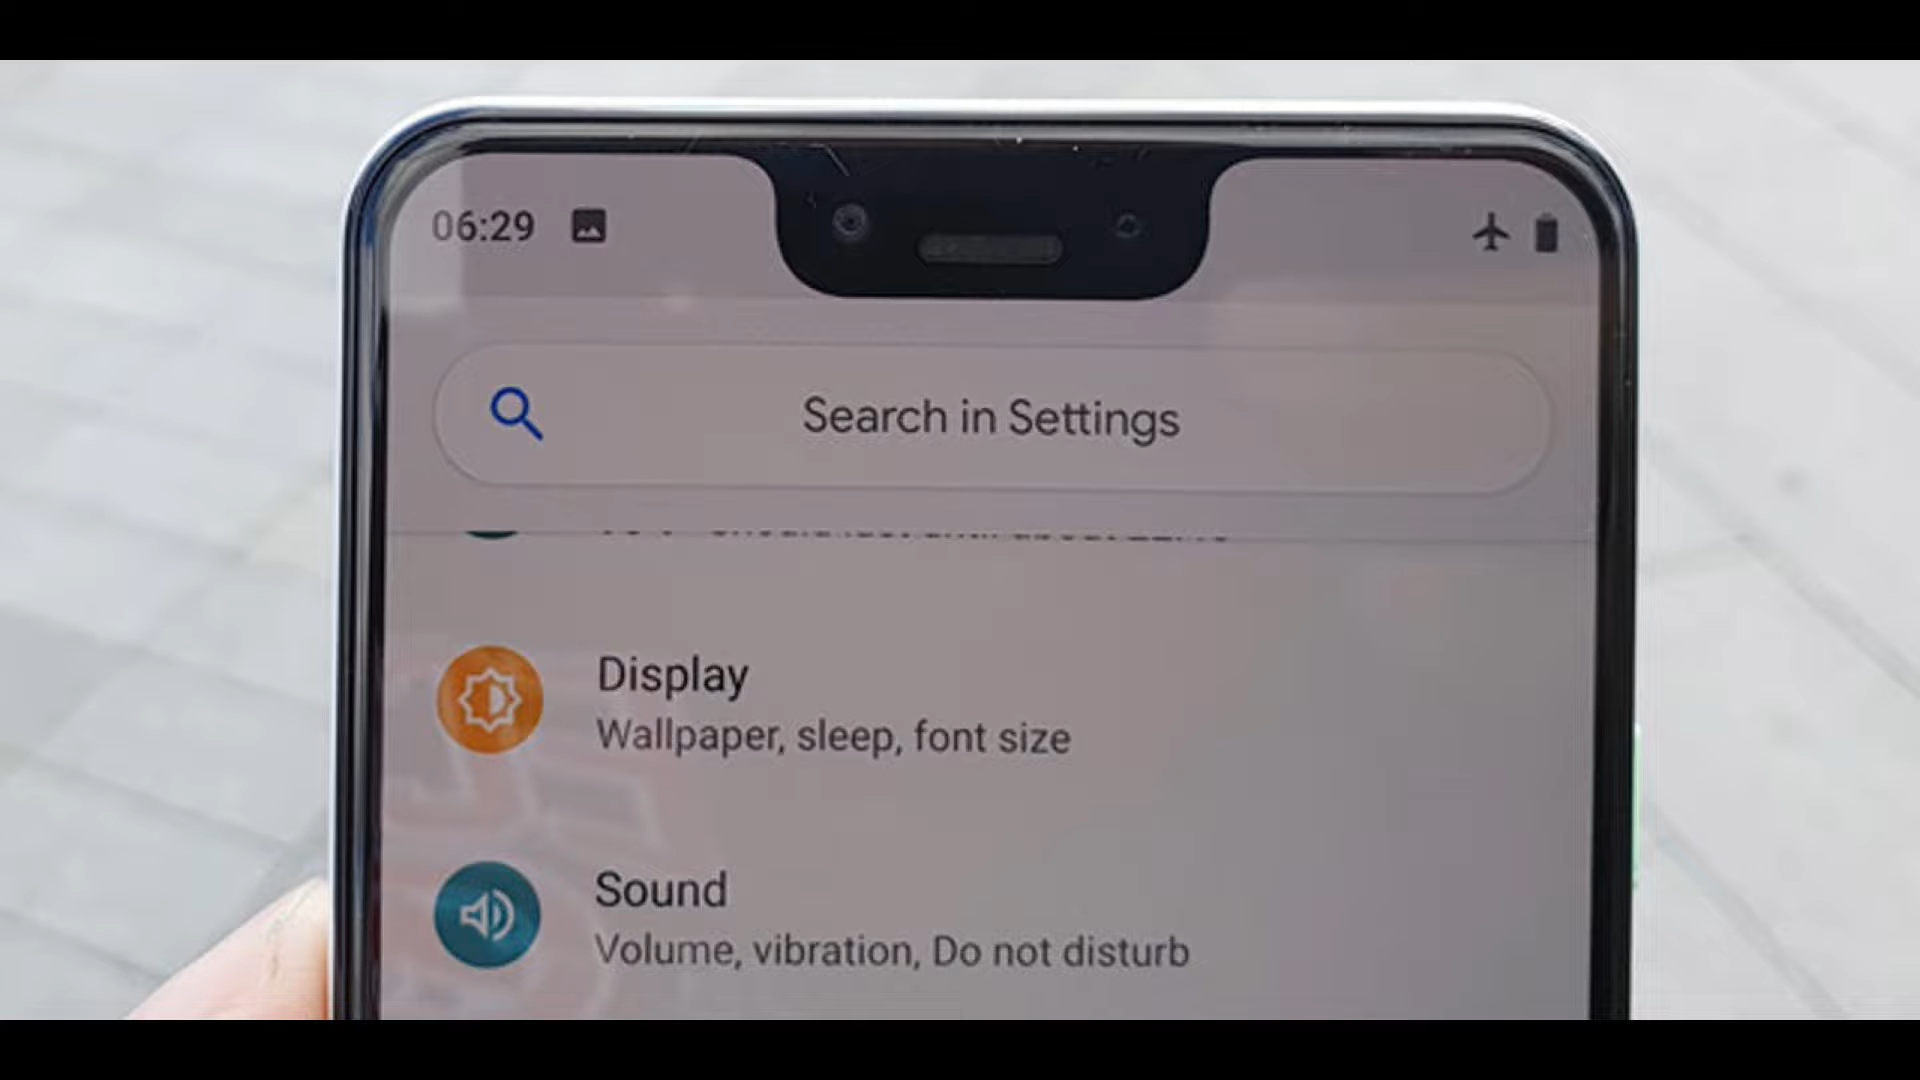 06:29
Search in Settings
Display
Wallpaper, sleep, font size
Sound
Volume, vibration, Do not disturb